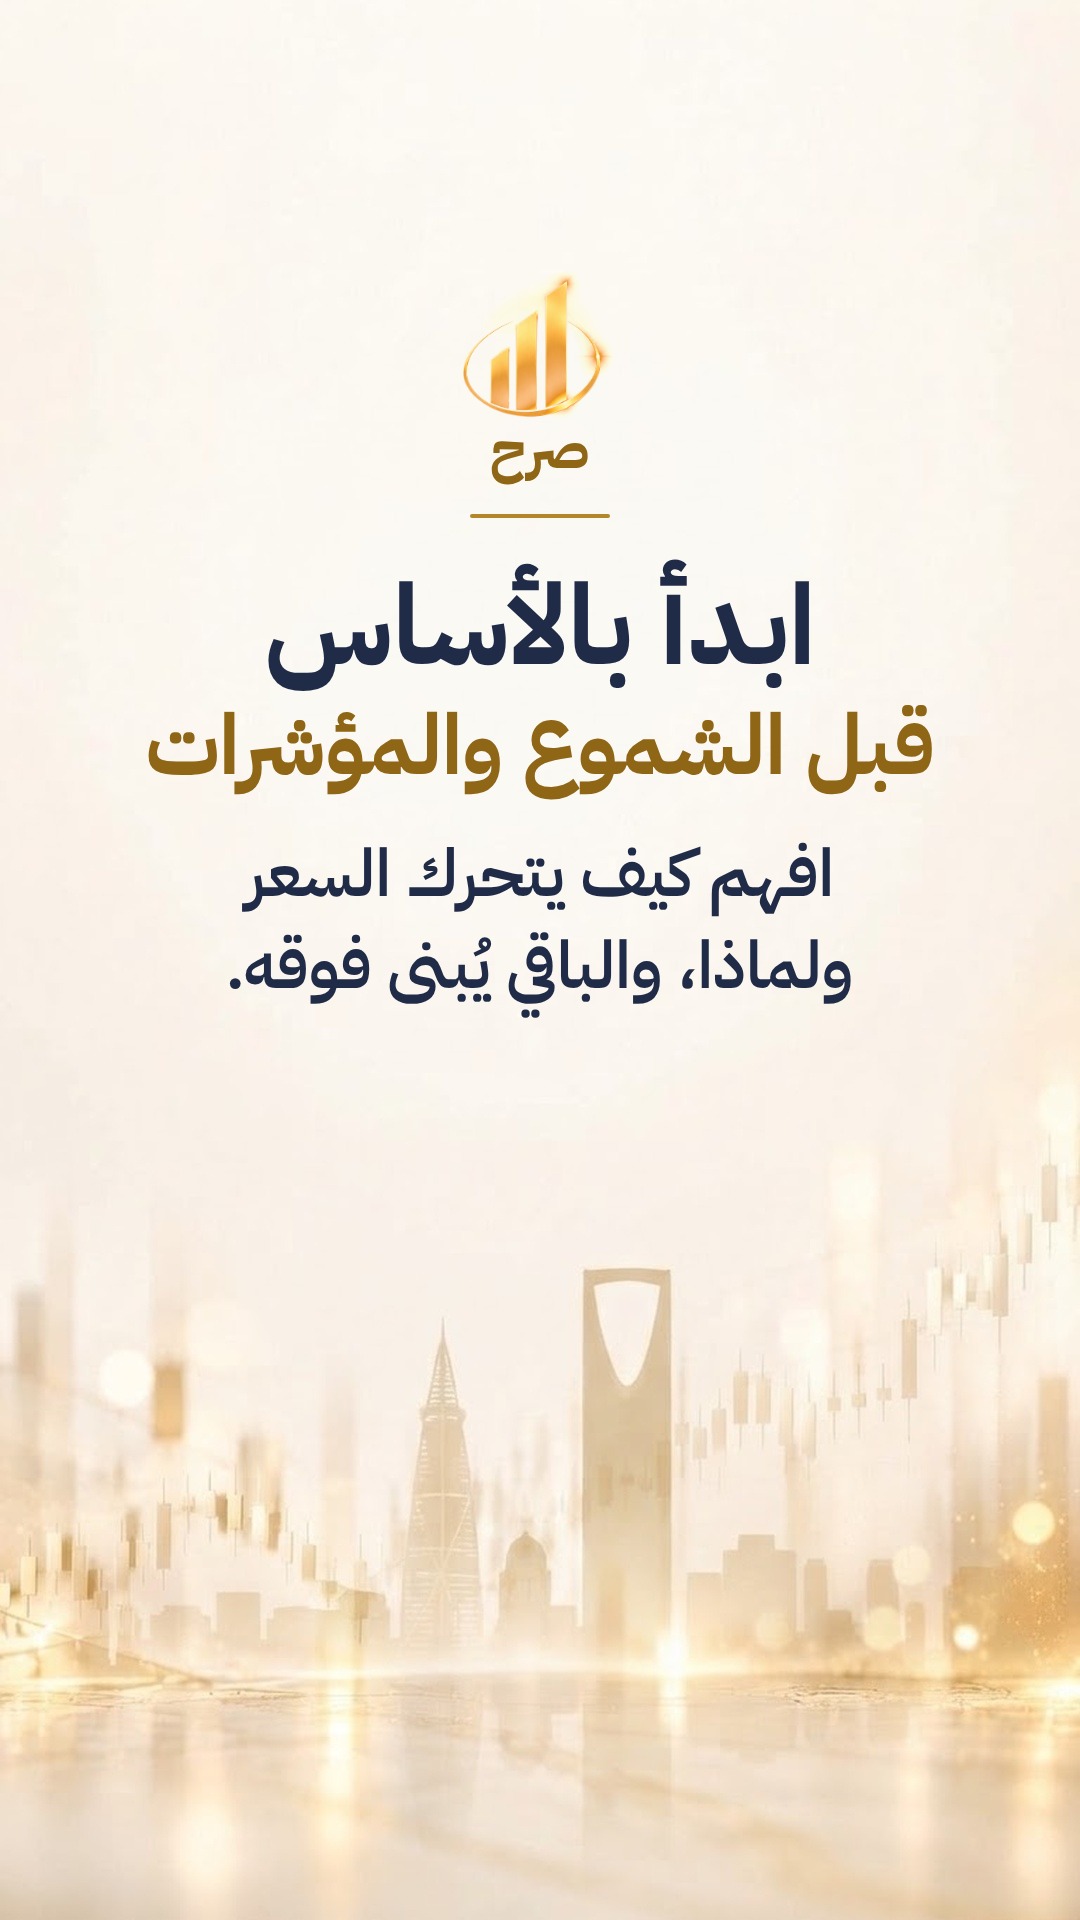 صرح
ابدأ بالأساس
قبل الشموع والمؤشرات
افهم كيف يتحرك السعر
ولماذا، والباقي يُبنى فوقه.